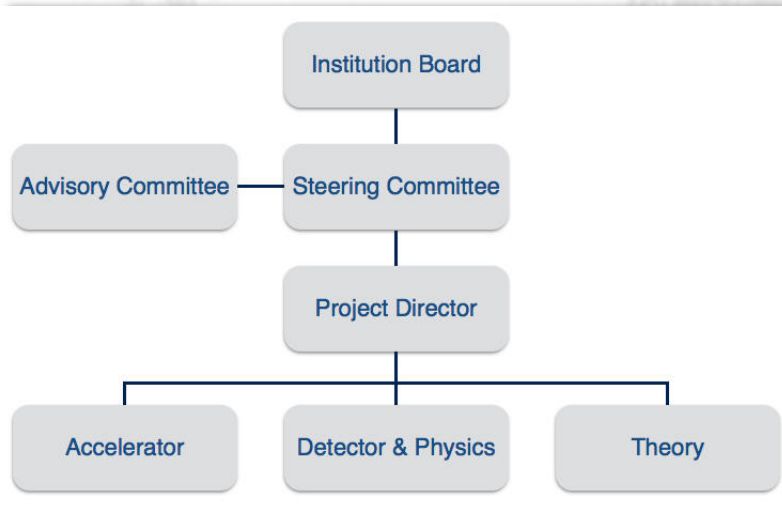 Institution Board
Advisory Committee
Steering Committee
Project Director
Accelerator
Detector & Physics
Theory